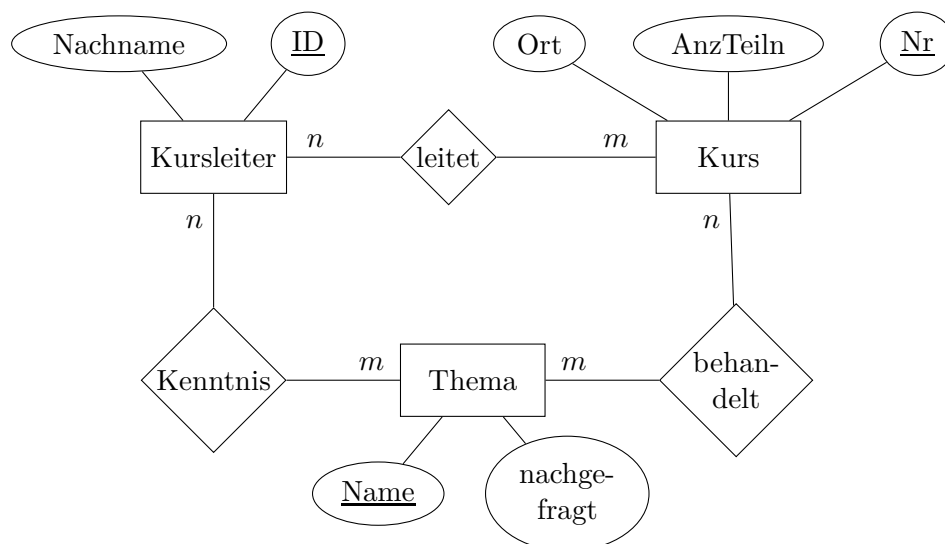 Nachname
ID
Ort
AnzTeiln
Nr
Kursleiter
n
leitet
m
Kurs
n
n
Kenntnis
m
Thema
m
behan-
delt
Name
nachge-
fragt